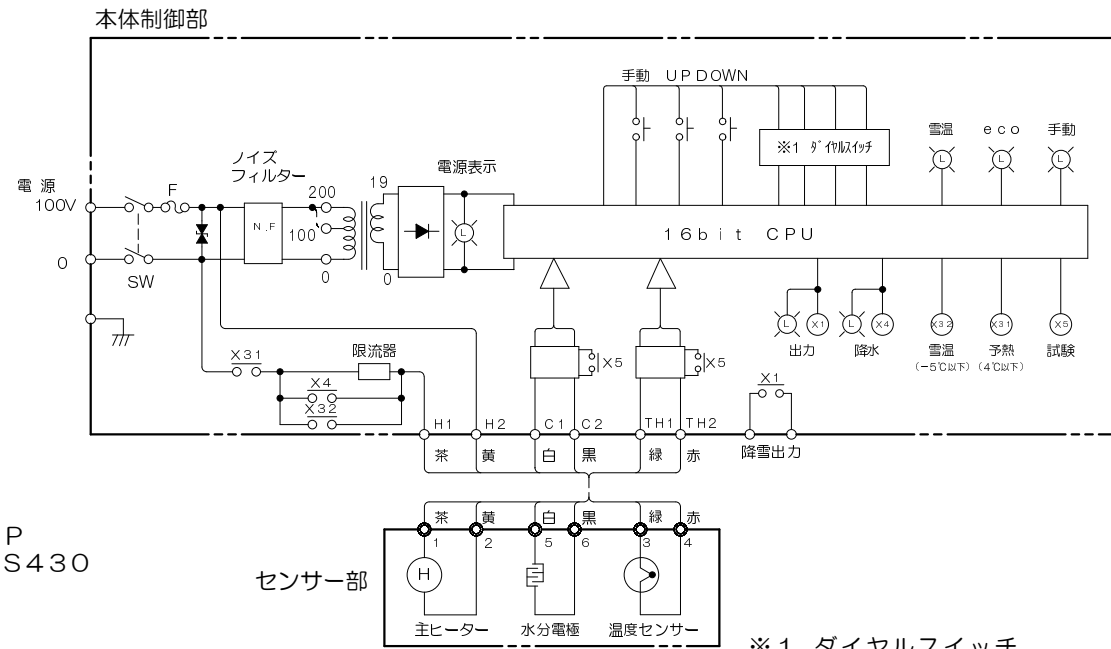 本体制御部
手動 UP DOWN
※1 ダイヤルスイッチ
雪温 eco 手動
L L L
ノイズ
フィルター
電源表示
電源
100V
F
N.F
200
100
0
19
0
L
16bit CPU
0
SW
L X1 L X4 X32 X31 X5
出力 降水 雪温 予熱 試験
(-5℃以下) (4℃以下)
X31
限流器
X4
X32
X5 X5
X1
H1 H2 C1 C2 TH1 TH2
降雪出力
茶 黄 白 黒 緑 赤
茶 黄 白 黒 緑 赤
1 2 5 6 3 4
P
S430
センサー部
H
主ヒーター 水分電極 温度センサー
※1 ダイヤルスイッチ